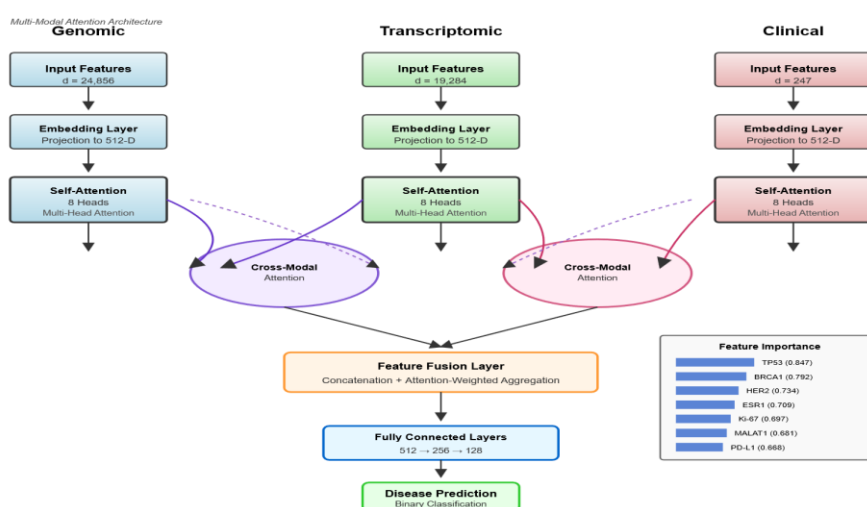 Multi-Modal Attention Architecture
Genomic
Transcriptomic
Clinical
Input Features
d = 24,856
Input Features
d = 19,284
Input Features
d = 247
Embedding Layer
Projection to 512-D
Embedding Layer
Projection to 512-D
Embedding Layer
Projection to 512-D
Self-Attention
8 Heads
Multi-Head Attention
Self-Attention
8 Heads
Multi-Head Attention
Self-Attention
8 Heads
Multi-Head Attention
Cross-Modal
Attention
Cross-Modal
Attention
Feature Fusion Layer
Concatenation + Attention-Weighted Aggregation
Fully Connected Layers
512 → 256 → 128
Disease Prediction
Binary Classification
Feature Importance
TP53 (0.847)
BRCA1 (0.792)
HER2 (0.734)
ESR1 (0.709)
Ki-67 (0.697)
MALAT1 (0.681)
PD-L1 (0.668)